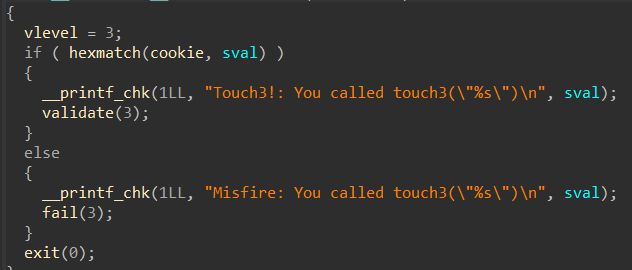 {
vlevel = 3;
if ( hexmatch(cookie, sval) )
{
__printf_chk(1LL, "Touch3!: You called touch3(\"%s\")\n", sval);
validate(3);
}
else
{
__printf_chk(1LL, "Misfire: You called touch3(\"%s\")\n", sval);
fail(3);
}
exit(0);
}